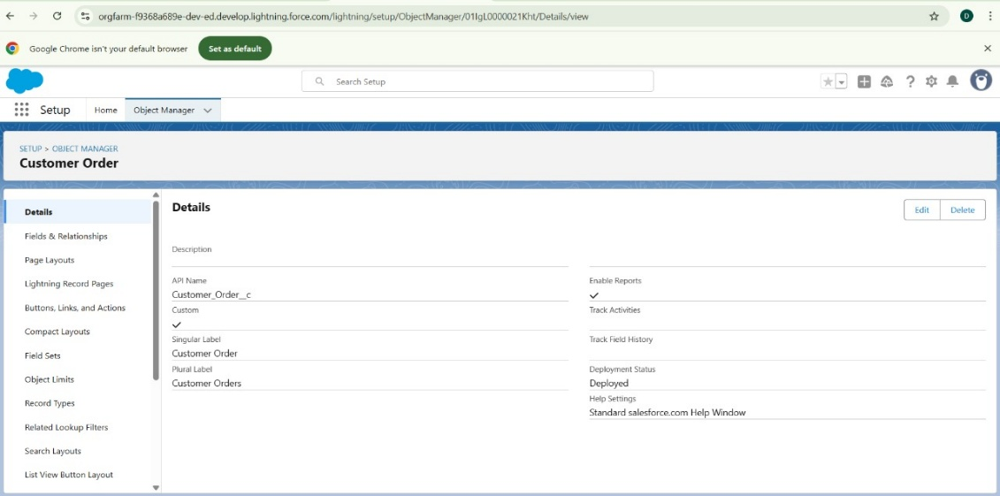 orgfarm-f9368a689e-dev-ed.develop.lightning.force.com/lightning/setup/ObjectManager/01IgL0000021Kht/Details/view
D
Google Chrome isn't your default browser
Set as default
Search Setup
Setup
Home
Object Manager
SETUP > OBJECT MANAGER
Customer Order
Details
Fields & Relationships
Page Layouts
Lightning Record Pages
Buttons, Links, and Actions
Compact Layouts
Field Sets
Object Limits
Record Types
Related Lookup Filters
Search Layouts
List View Button Layout
Details
Edit
Delete
Description
API Name
Customer_Order__c
Custom
Singular Label
Customer Order
Plural Label
Customer Orders
Enable Reports
Track Activities
Track Field History
Deployment Status
Deployed
Help Settings
Standard salesforce.com Help Window